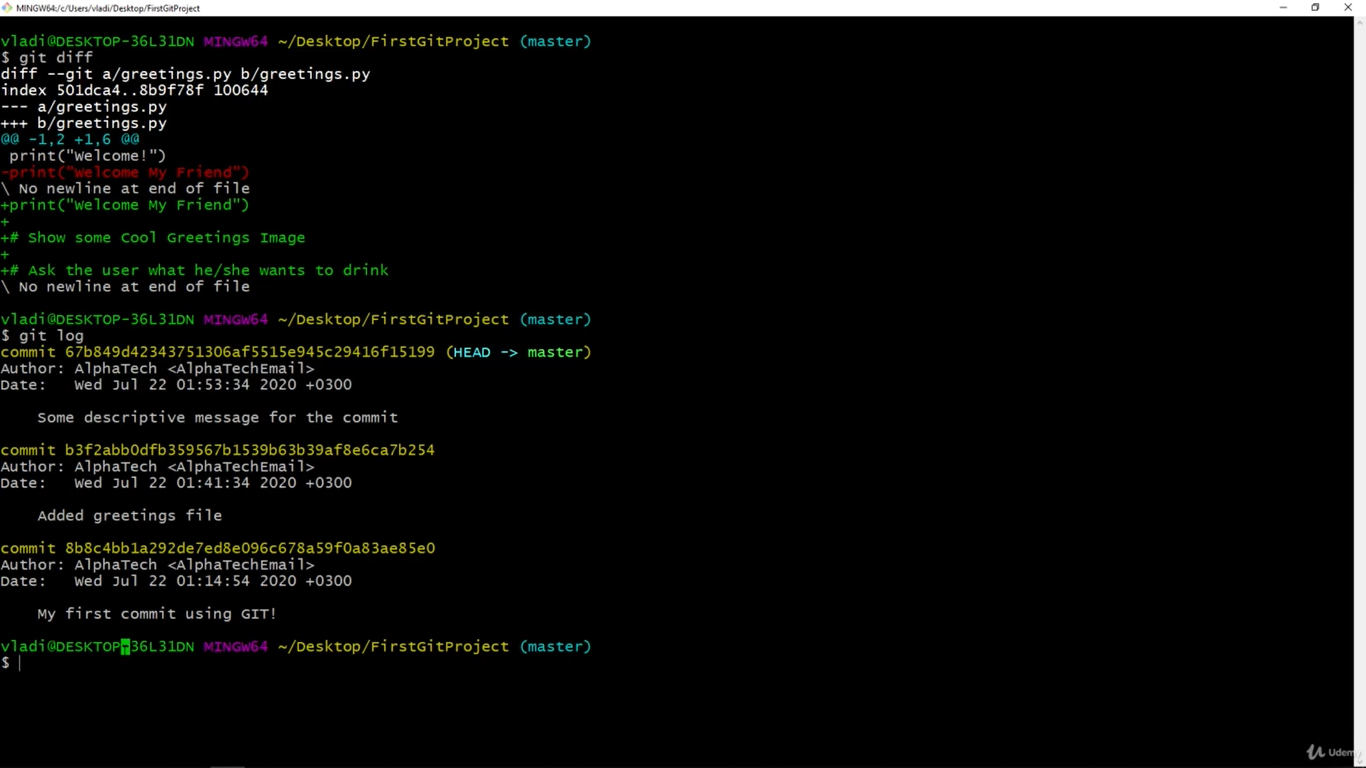 MINGW64:/c/Users/vladi/Desktop/FirstGitProject
vladi@DESKTOP-36L31DN MINGW64 ~/Desktop/FirstGitProject (master)
$ git diff
diff --git a/greetings.py b/greetings.py
index 501dca4..8b9f78f 100644
--- a/greetings.py
+++ b/greetings.py
@@ -1,2 +1,6 @@
 print("Welcome!")
-print("Welcome My Friend")
\ No newline at end of file
+print("Welcome My Friend")
+
+# Show some Cool Greetings Image
+
+# Ask the user what he/she wants to drink
\ No newline at end of file
vladi@DESKTOP-36L31DN MINGW64 ~/Desktop/FirstGitProject (master)
$ git log
commit 67b849d42343751306af5515e945c29416f15199 (HEAD -> master)
Author: AlphaTech <AlphaTechEmail>
Date:   Wed Jul 22 01:53:34 2020 +0300
    Some descriptive message for the commit
commit b3f2abb0dfb359567b1539b63b39af8e6ca7b254
Author: AlphaTech <AlphaTechEmail>
Date:   Wed Jul 22 01:41:34 2020 +0300
    Added greetings file
commit 8b8c4bb1a292de7ed8e096c678a59f0a83ae85e0
Author: AlphaTech <AlphaTechEmail>
Date:   Wed Jul 22 01:14:54 2020 +0300
    My first commit using GIT!
vladi@DESKTOP-36L31DN MINGW64 ~/Desktop/FirstGitProject (master)
$
Udemy